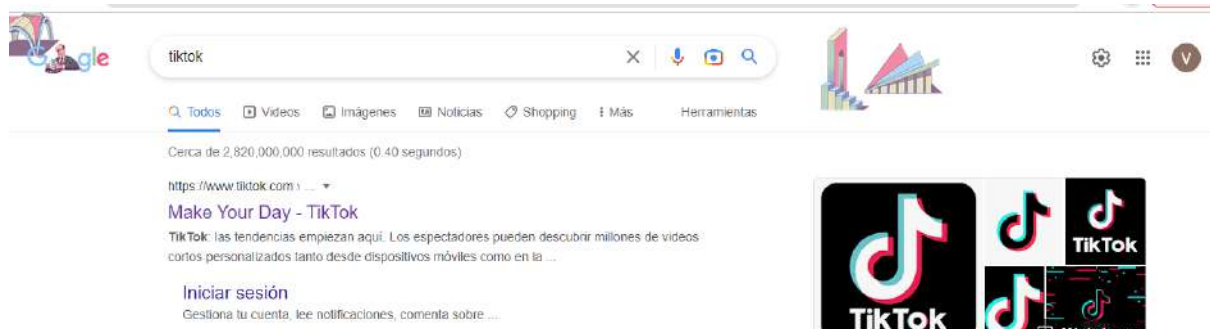 Google
tiktok
Todos Videos Imágenes Noticias Shopping Más Herramientas
V
Cerca de 2,820,000,000 resultados (0.40 segundos)
https://www.tiktok.com › ...
Make Your Day - TikTok
TikTok: las tendencias empiezan aquí. Los espectadores pueden descubrir millones de videos
cortos personalizados tanto desde dispositivos móviles como en la ...
Iniciar sesión
Gestiona tu cuenta, lee notificaciones, comenta sobre ...
TikTok
TikTok